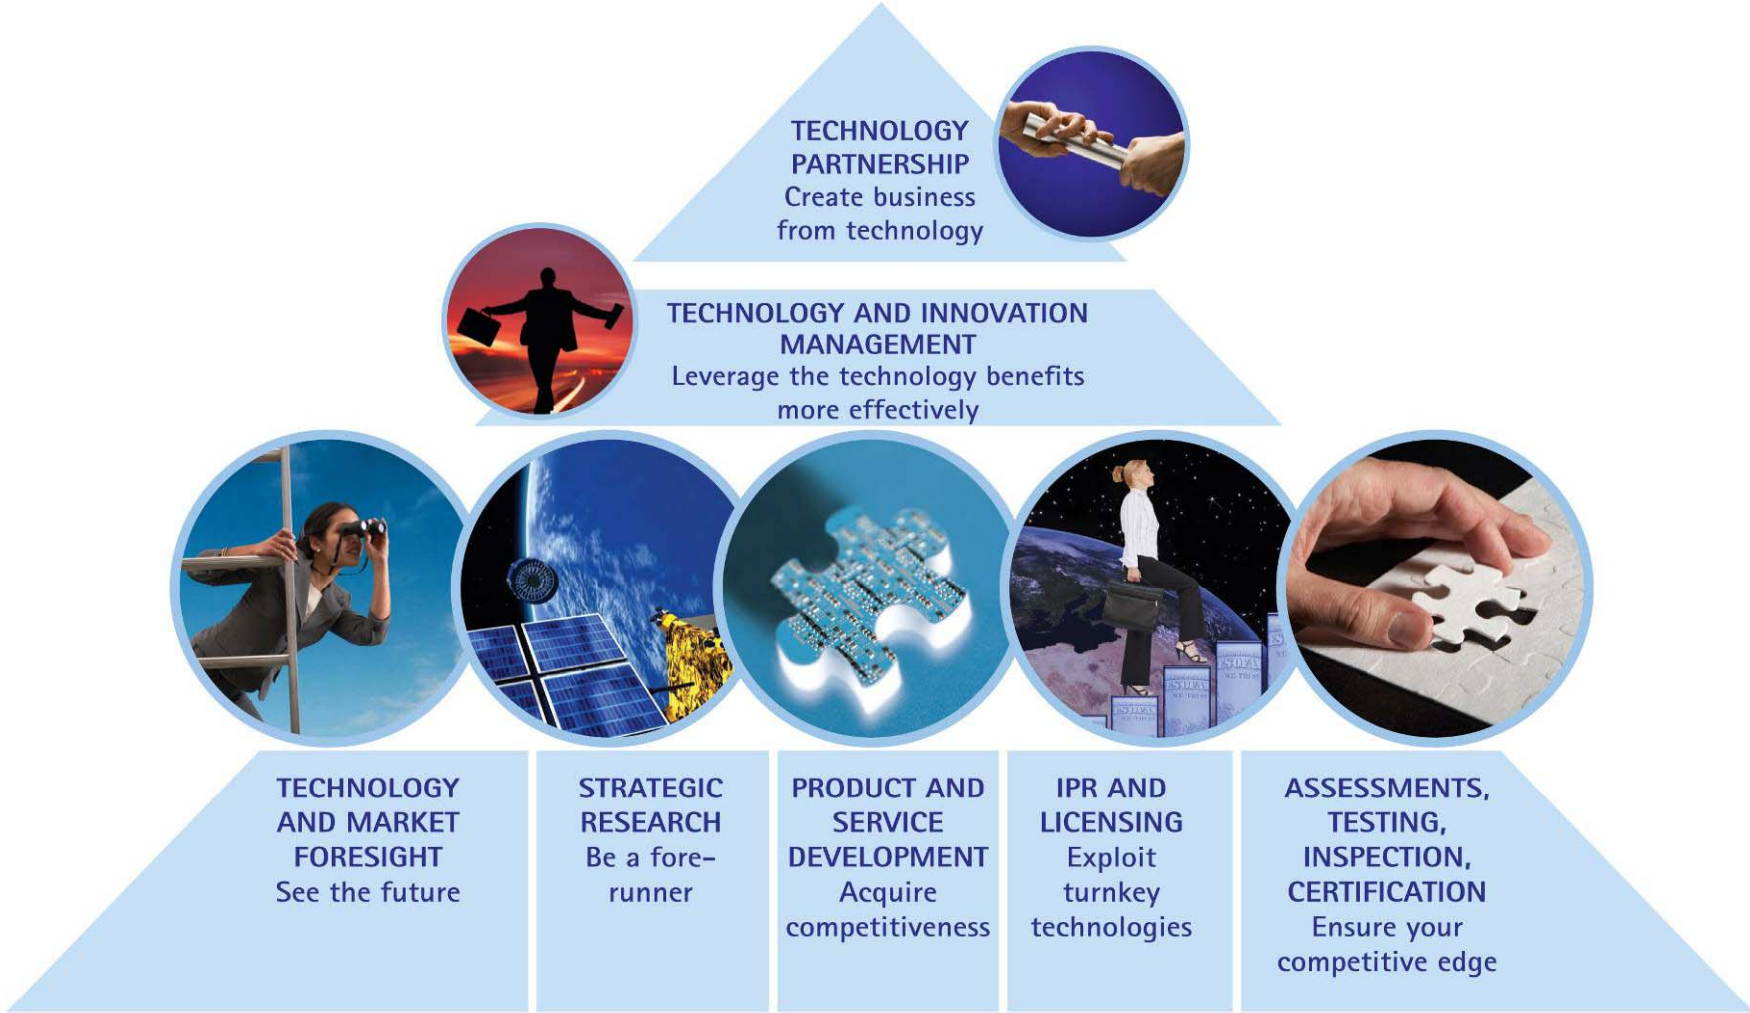 TECHNOLOGY
PARTNERSHIP
Create business
from technology
TECHNOLOGY AND INNOVATION
MANAGEMENT
Leverage the technology benefits
more effectively
TECHNOLOGY
AND MARKET
FORESIGHT
See the future
STRATEGIC
RESEARCH
Be a fore-
runner
PRODUCT AND
SERVICE
DEVELOPMENT
Acquire
competitiveness
IPR AND
LICENSING
Exploit
turnkey
technologies
ASSESSMENTS,
TESTING,
INSPECTION,
CERTIFICATION
Ensure your
competitive edge